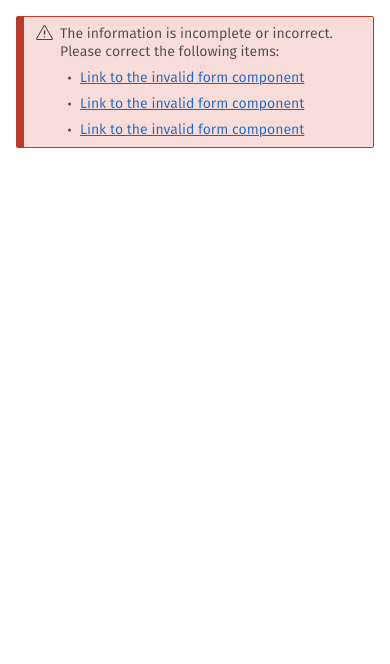 The information is incomplete or incorrect.
Please correct the following items:
• Link to the invalid form component
• Link to the invalid form component
• Link to the invalid form component